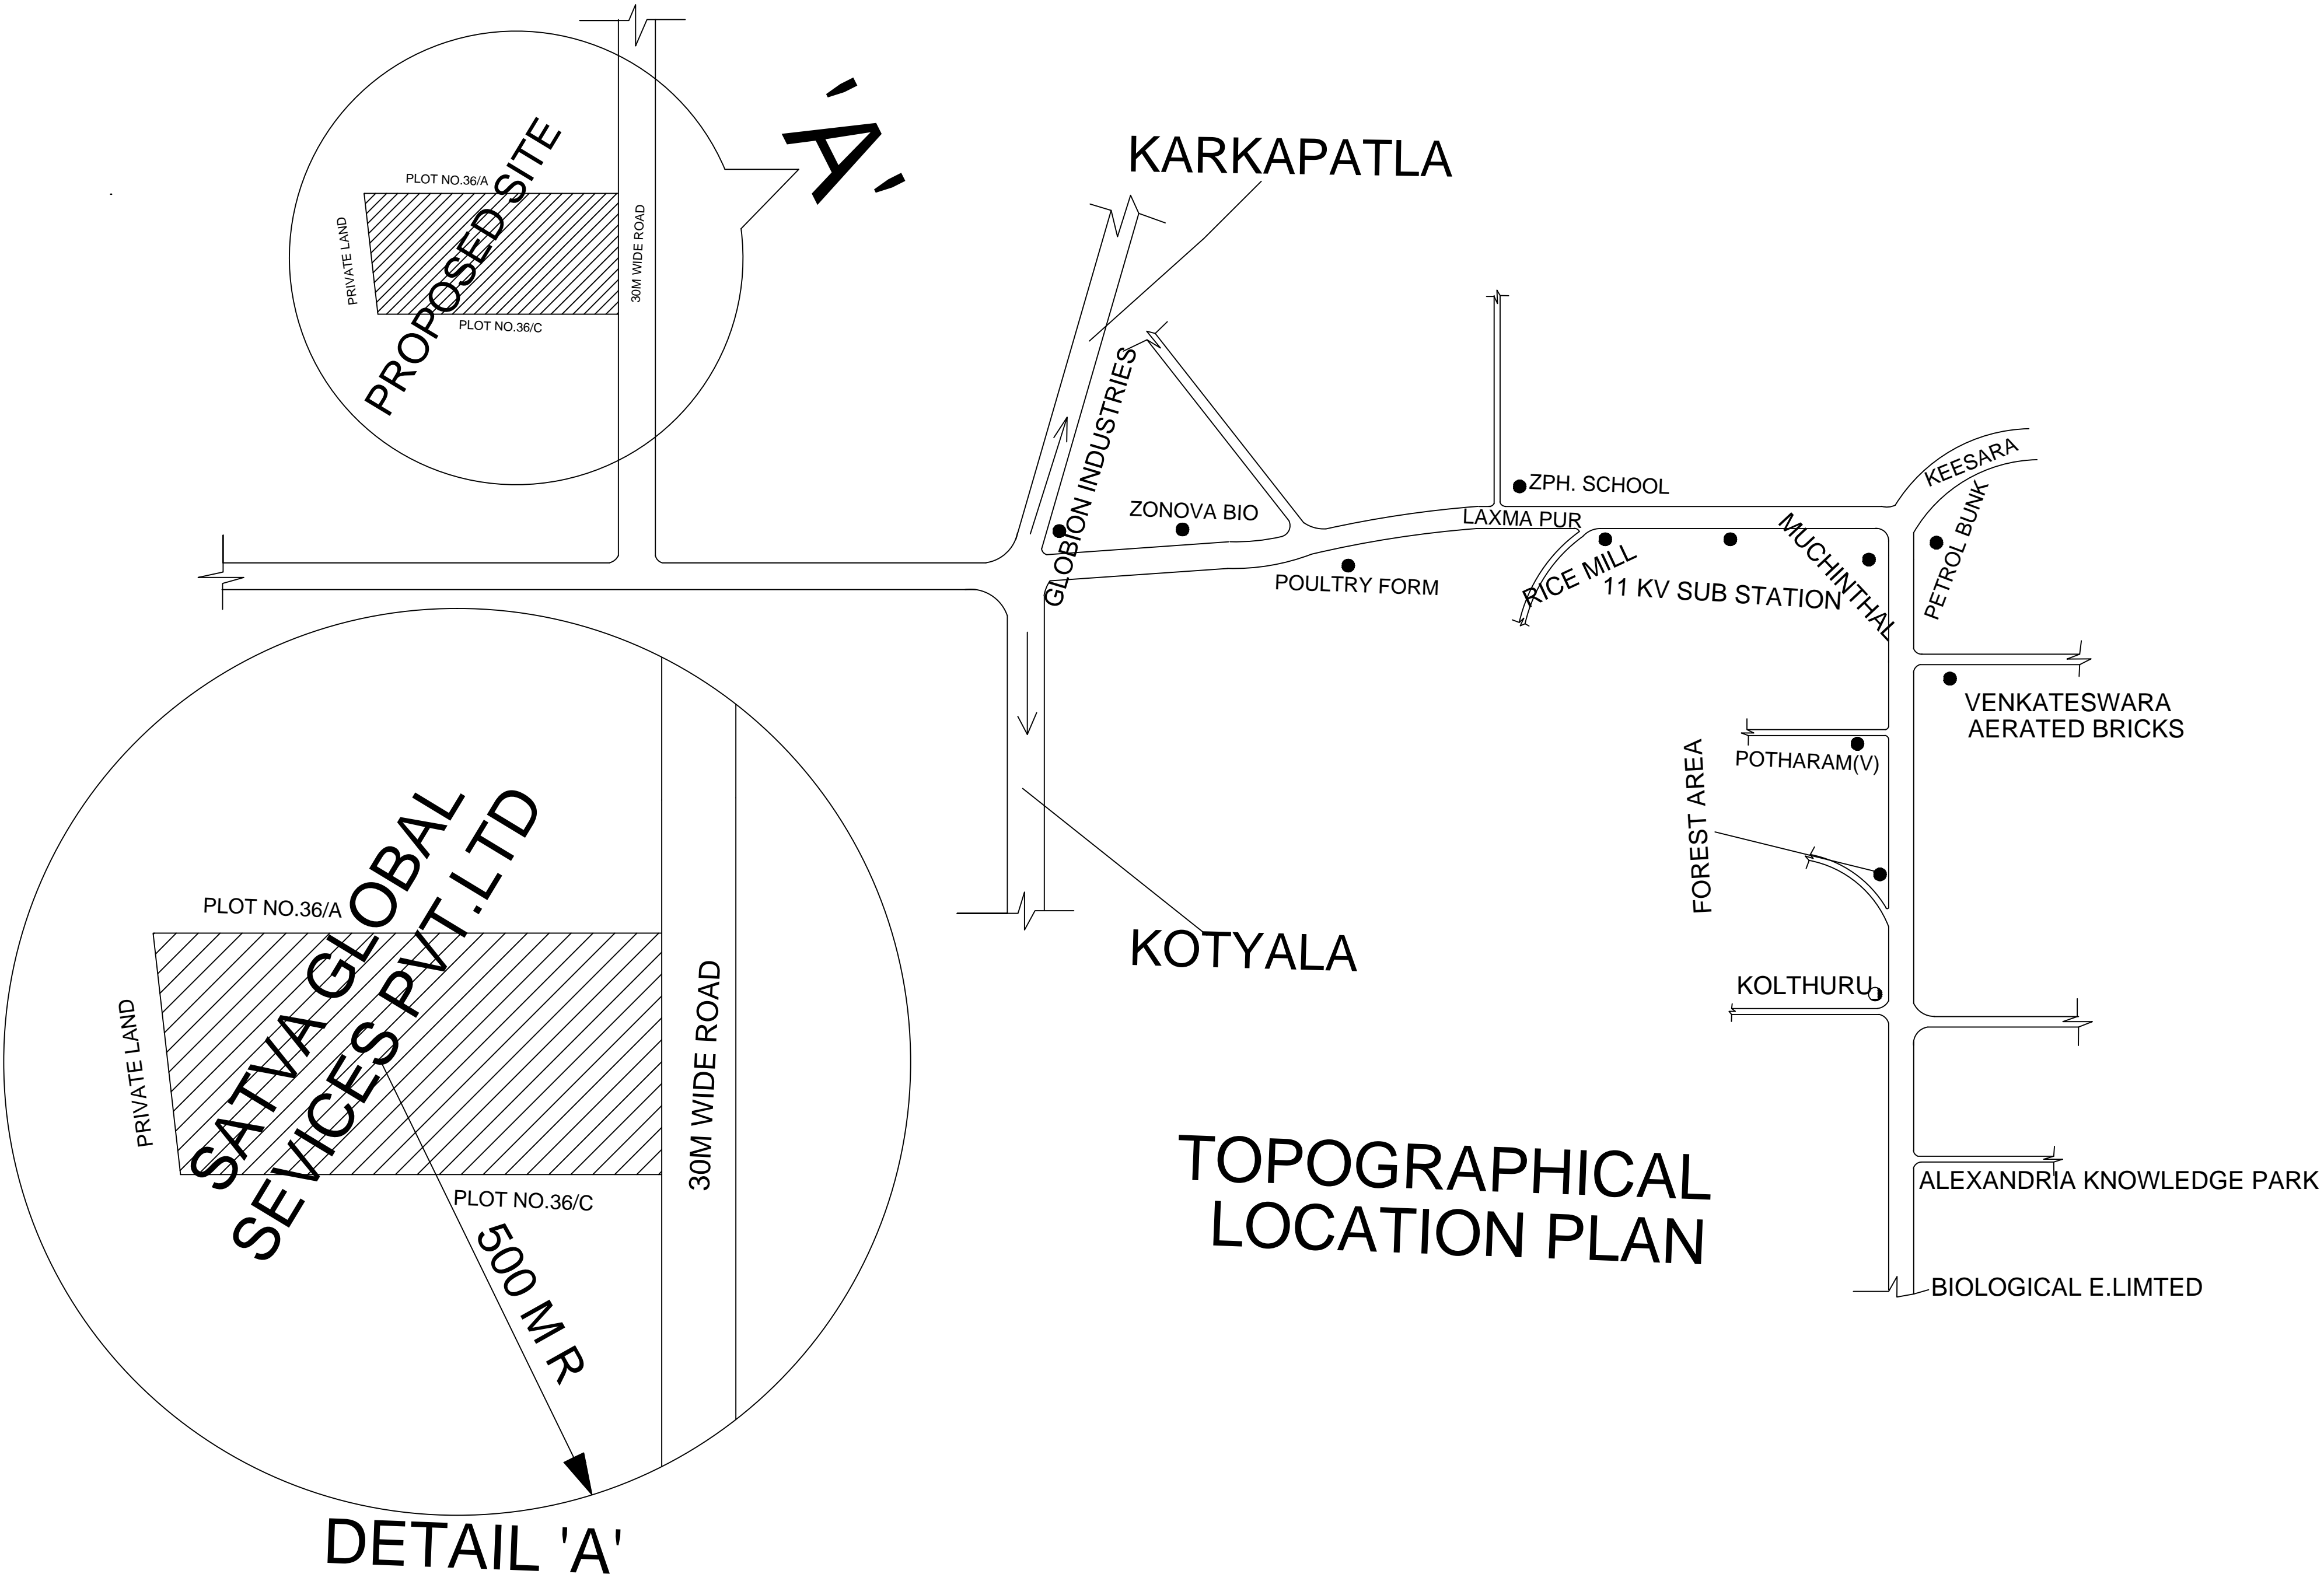 'A'
PROPOSED SITE
PLOT NO.36/A
PRIVATE LAND
30M WIDE ROAD
PLOT NO.36/C
KARKAPATLA
GLOBION INDUSTRIES
ZONOVA BIO
POULTRY FORM
ZPH. SCHOOL
LAXMA PUR
RICE MILL
11 KV SUB STATION
MUCHINTHAL
KEESARA
PETROL BUNK
VENKATESWARA
AERATED BRICKS
POTHARAM(V)
FOREST AREA
KOLTHURU
KOTYALA
ALEXANDRIA KNOWLEDGE PARK
BIOLOGICAL E.LIMTED
SATVA GLOBAL
SEVICES PVT.LTD
PLOT NO.36/A
PRIVATE LAND
30M WIDE ROAD
PLOT NO.36/C
500 M R
DETAIL 'A'
TOPOGRAPHICAL
LOCATION PLAN